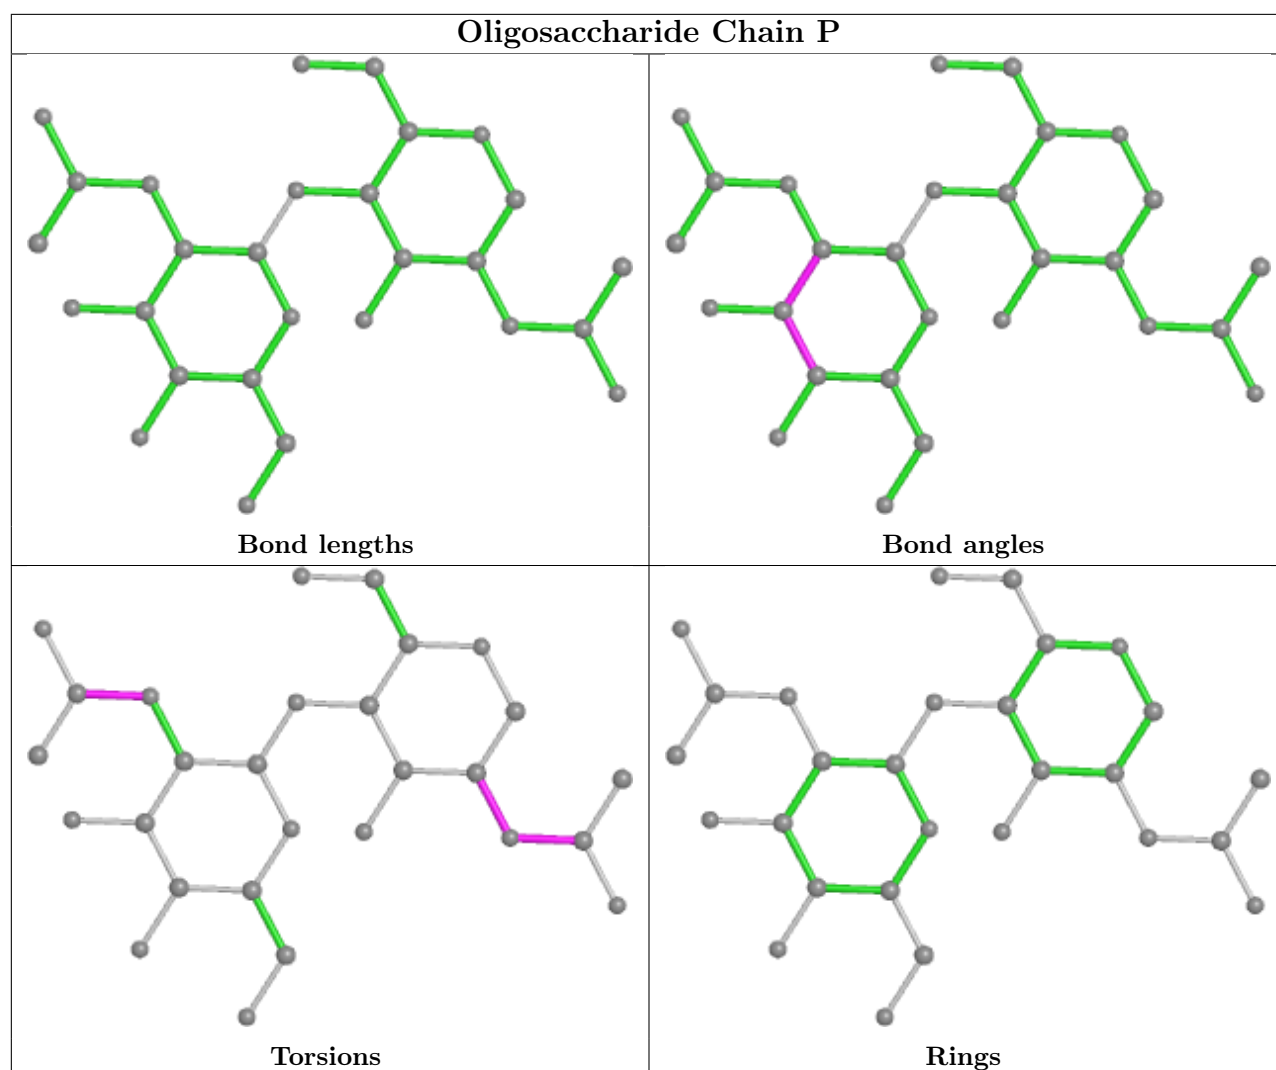 Oligosaccharide Chain P
Bond lengths
Bond angles
Torsions
Rings